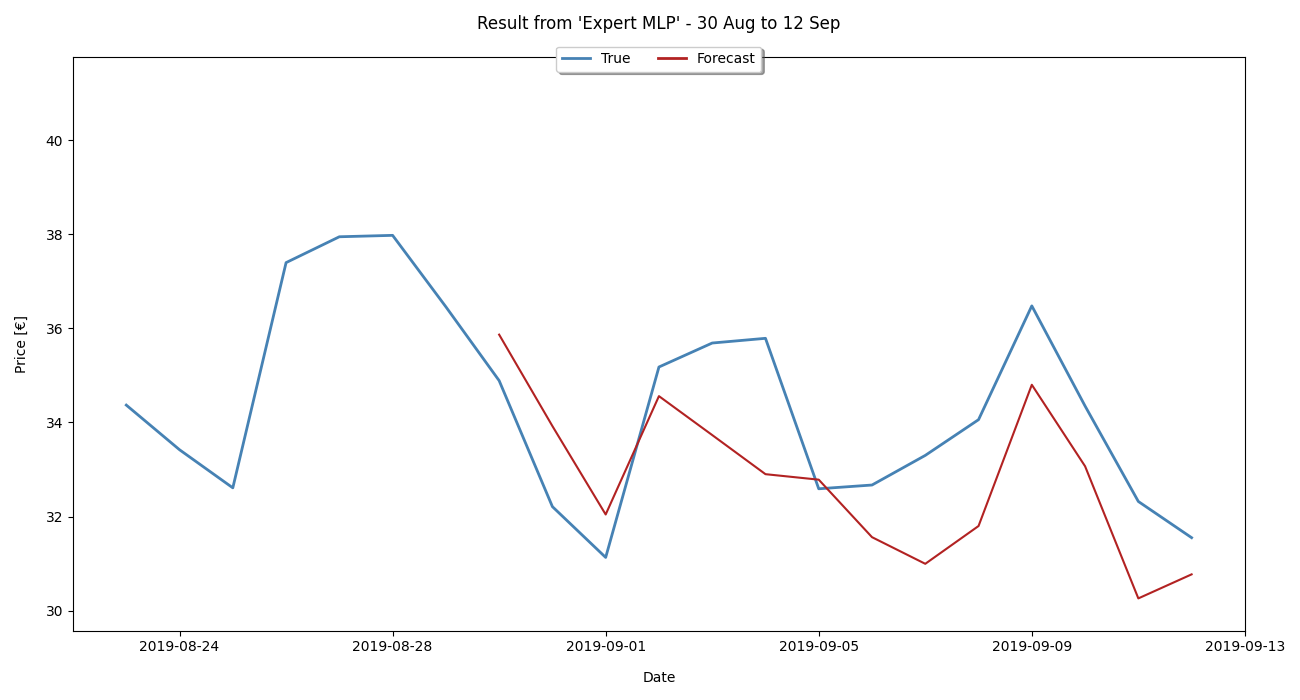 Result from 'Expert MLP' - 30 Aug to 12 Sep
True Forecast
Price [€]
40
38
36
34
32
30
2019-08-24 2019-08-28 2019-09-01 2019-09-05 2019-09-09 2019-09-13
Date